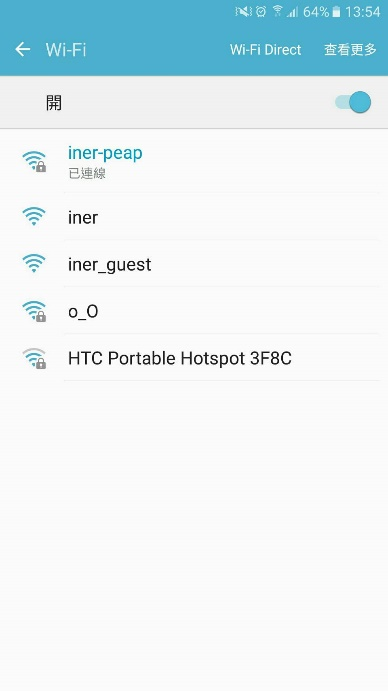 64% 13:54
Wi-Fi Wi-Fi Direct 查看更多
開
iner-peap
已連線
iner
iner_guest
o_O
HTC Portable Hotspot 3F8C